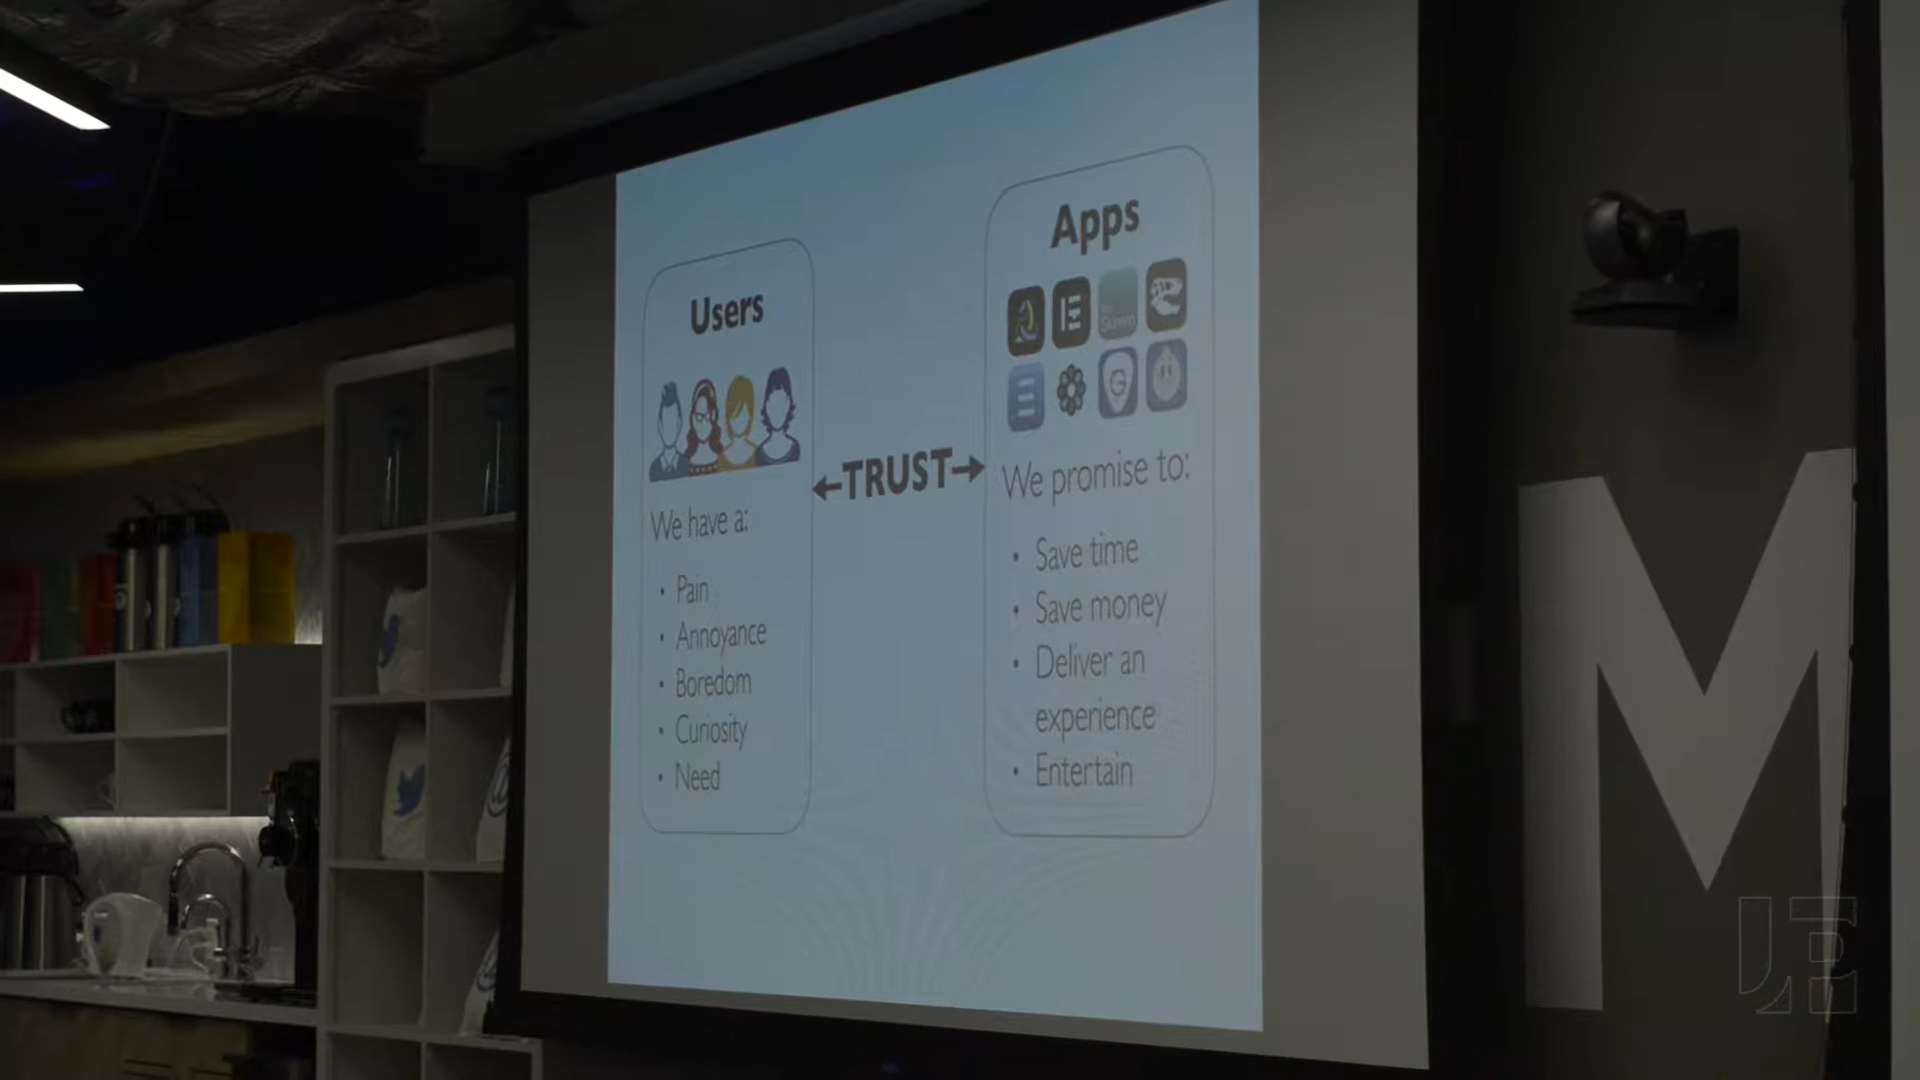 Users
We have a:
• Pain
• Annoyance
• Boredom
• Curiosity
• Need
←TRUST→
Apps
We promise to:
• Save time
• Save money
• Deliver an
experience
• Entertain
M